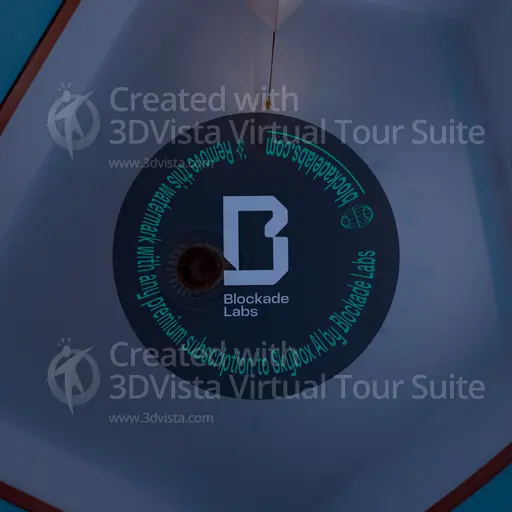 Created with
3DVista Virtual Tour Suite
www.3dvista.com
Remove this watermark with any premium subscription to Skybox AI by Blockade Labs
blockadelabs.com
Blockade
Labs
Created with
3DVista Virtual Tour Suite
www.3dvista.com